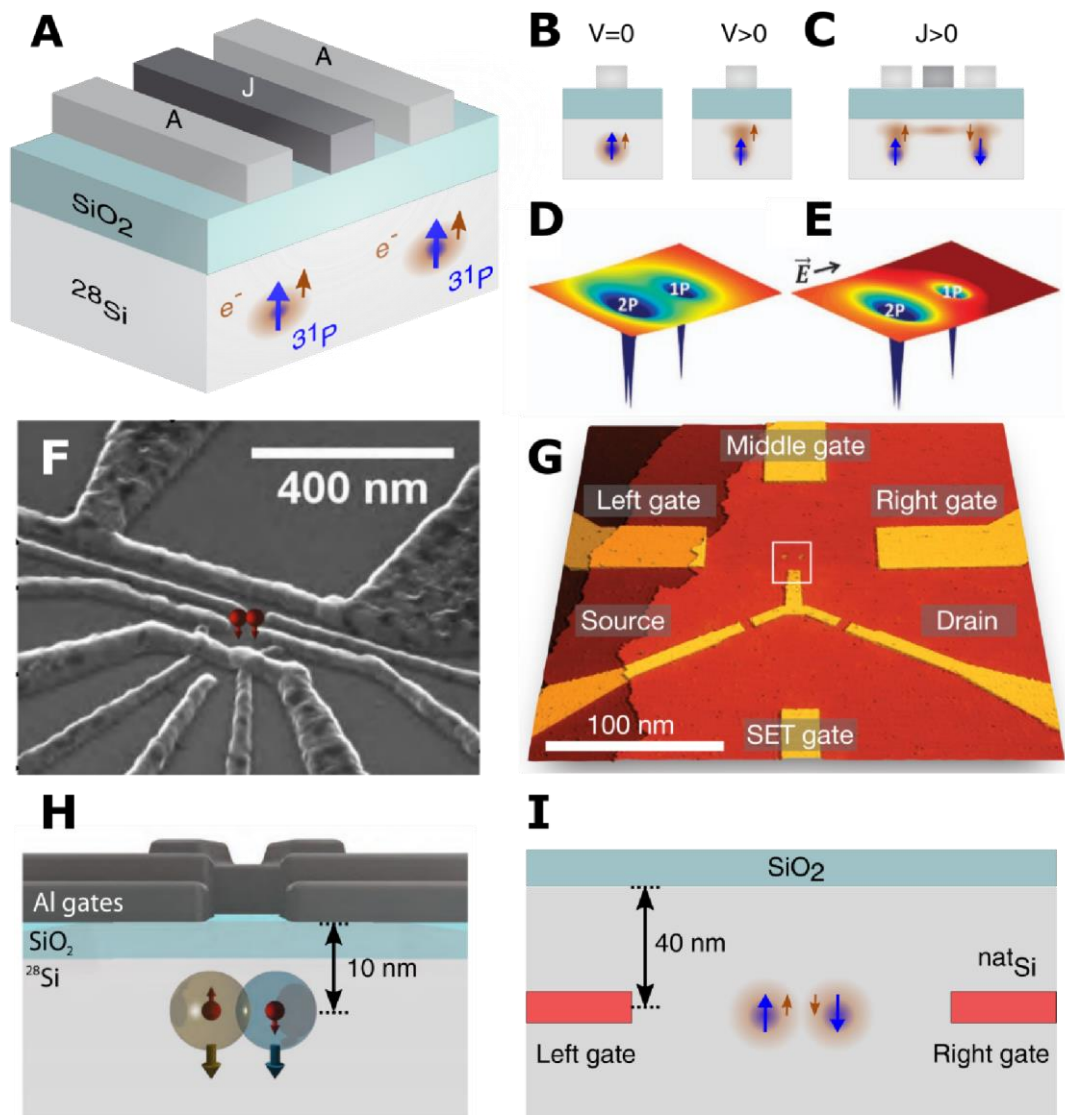 A
A
J
A
SiO2
28Si
e-
31P
e-
31P
B
V=0
V>0
C
J>0
D
2P
1P
E
E
2P
1P
F
400 nm
G
Middle gate
Left gate
Right gate
Source
Drain
100 nm
SET gate
H
Al gates
SiO2
28Si
10 nm
I
SiO2
40 nm
natSi
Left gate
Right gate